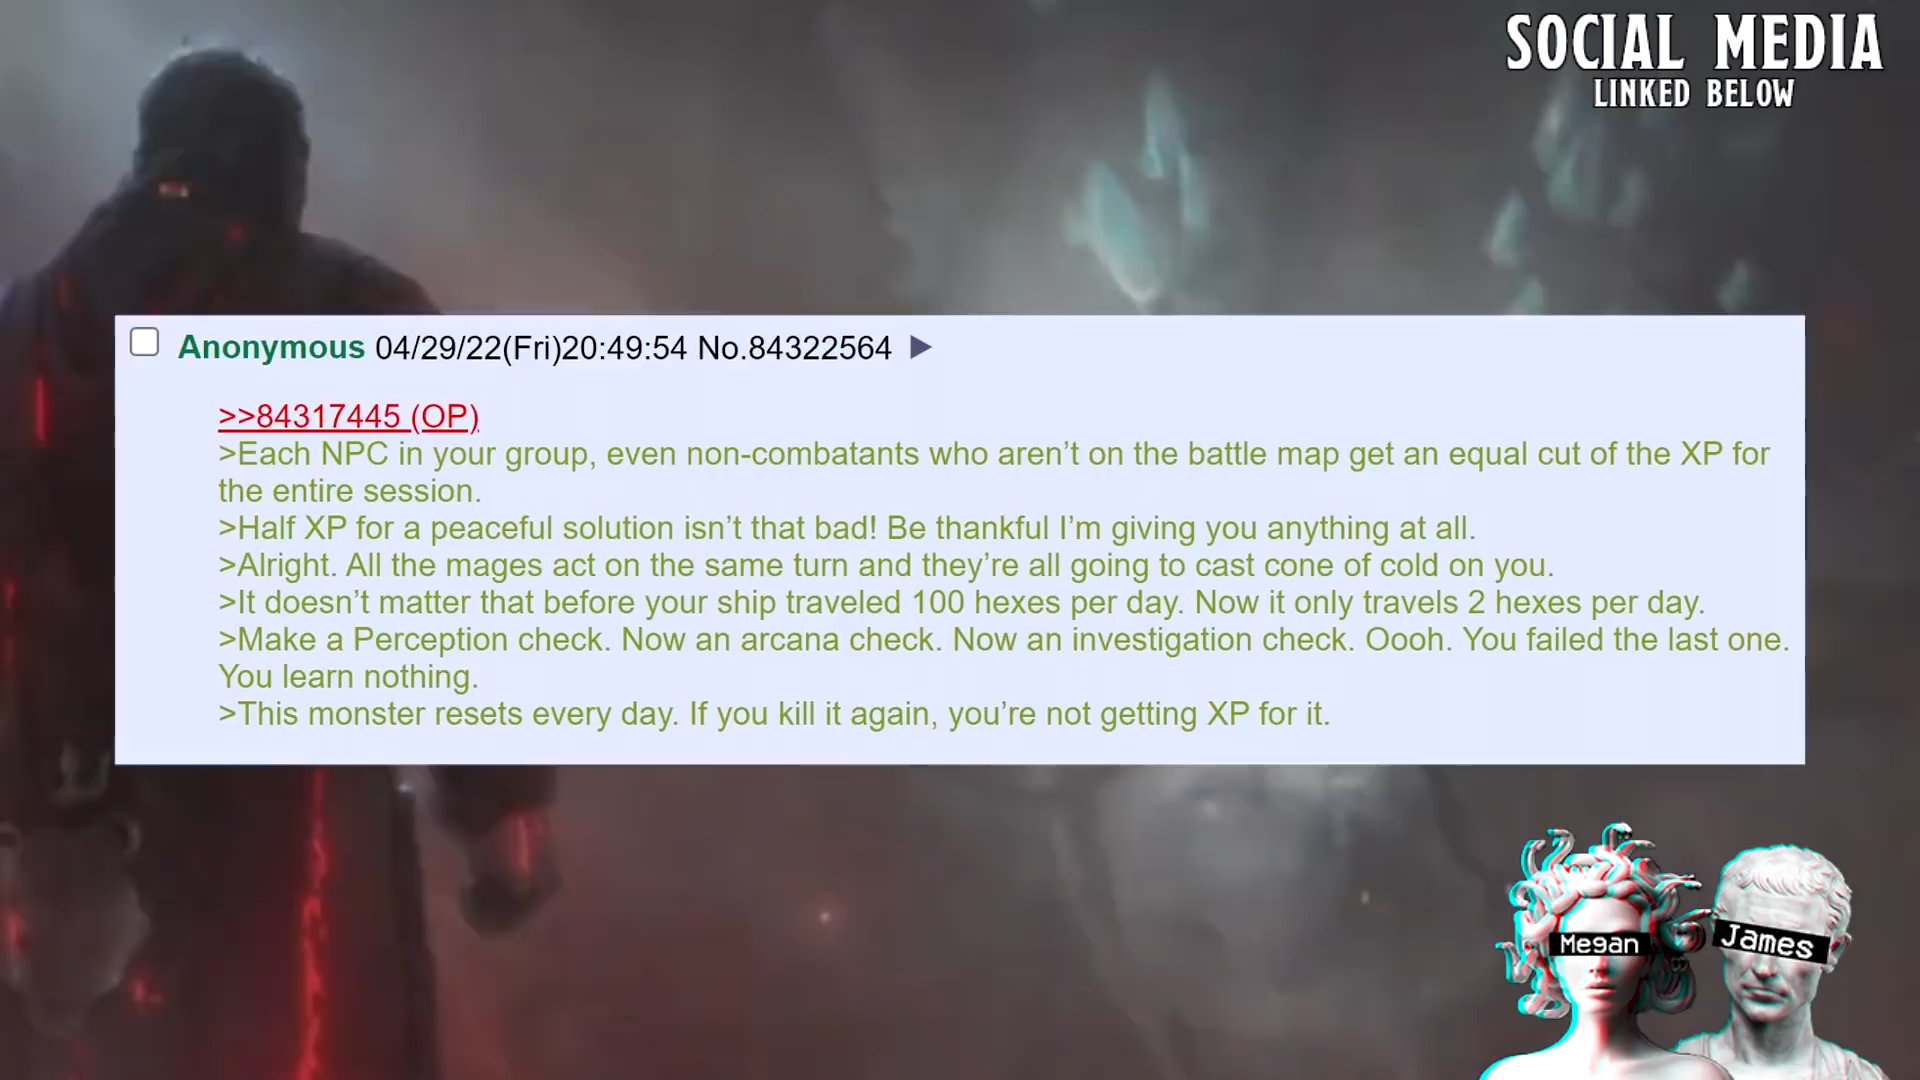 SOCIAL MEDIA
LINKED BELOW
Anonymous 04/29/22(Fri)20:49:54 No.84322564
>>84317445 (OP)
>Each NPC in your group, even non-combatants who aren’t on the battle map get an equal cut of the XP for
the entire session.
>Half XP for a peaceful solution isn’t that bad! Be thankful I’m giving you anything at all.
>Alright. All the mages act on the same turn and they’re all going to cast cone of cold on you.
>It doesn’t matter that before your ship traveled 100 hexes per day. Now it only travels 2 hexes per day.
>Make a Perception check. Now an arcana check. Now an investigation check. Oooh. You failed the last one.
You learn nothing.
>This monster resets every day. If you kill it again, you’re not getting XP for it.
Megan
James